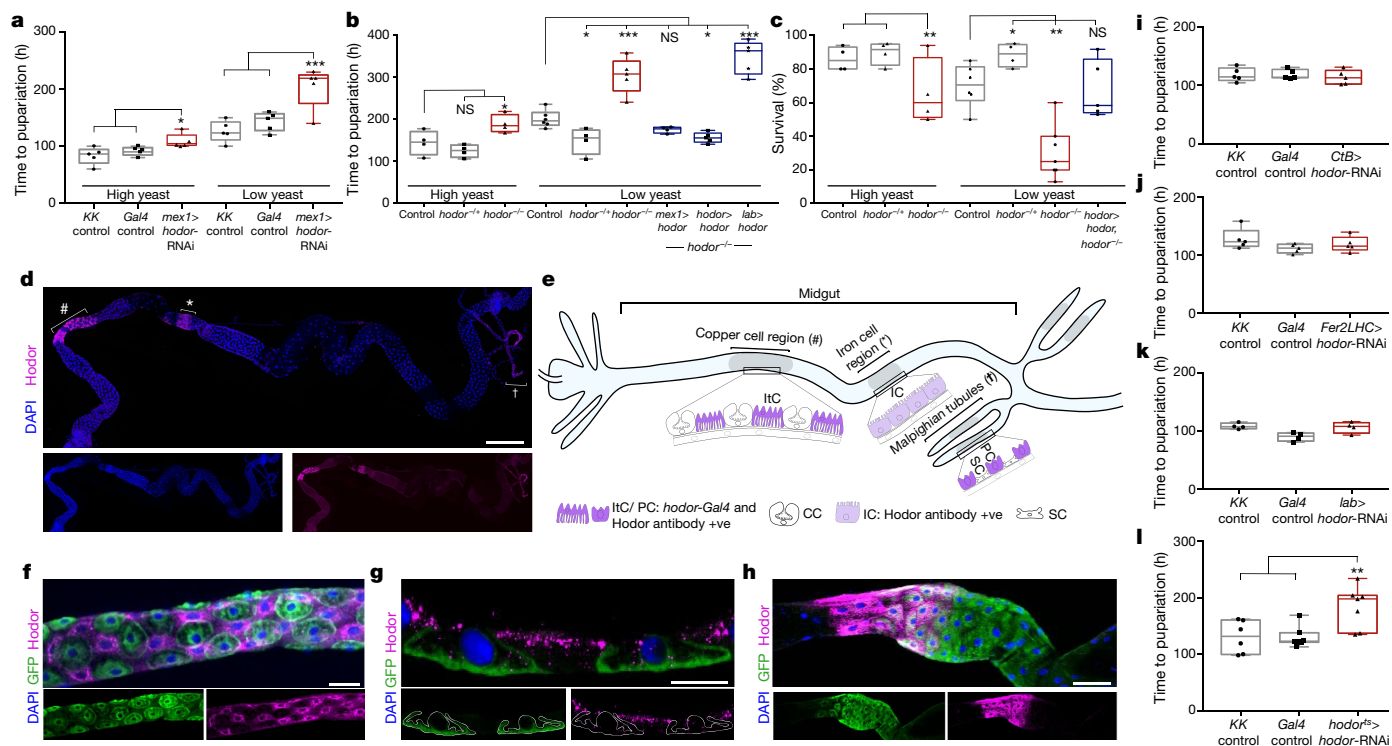 a
Time to pupariation (h)
300
200
100
0
*
***
High yeast
Low yeast
KK control
Gal4 control
mex1> hodor-RNAi
KK control
Gal4 control
mex1> hodor-RNAi
b
Time to pupariation (h)
400
300
200
100
0
NS
*
*
***
NS
*
***
High yeast
Low yeast
Control
hodor−/+
hodor−/−
Control
hodor−/+
hodor−/−
mex1> hodor
hodor> hodor
lab> hodor
hodor−/−
c
Survival (%)
100
80
60
40
20
0
**
*
**
NS
High yeast
Low yeast
Control
hodor−/+
hodor−/−
Control
hodor−/+
hodor−/−
hodor> hodor, hodor−/−
d
DAPI Hodor
#
*
†
e
Midgut
Copper cell region (#)
Iron cell region (*)
Malpighian tubules (†)
ItC
IC
PC
SC
ItC/ PC: hodor-Gal4 and Hodor antibody +ve
CC
IC: Hodor antibody +ve
SC
f
DAPI GFP Hodor
g
DAPI GFP Hodor
h
DAPI GFP Hodor
i
Time to pupariation (h)
200
100
0
KK control
Gal4 control
CtB> hodor-RNAi
j
Time to pupariation (h)
200
100
0
KK control
Gal4 control
Fer2LHC> hodor-RNAi
k
Time to pupariation (h)
200
100
0
KK control
Gal4 control
lab> hodor-RNAi
l
Time to pupariation (h)
300
200
100
0
**
KK control
Gal4 control
hodorts> hodor-RNAi